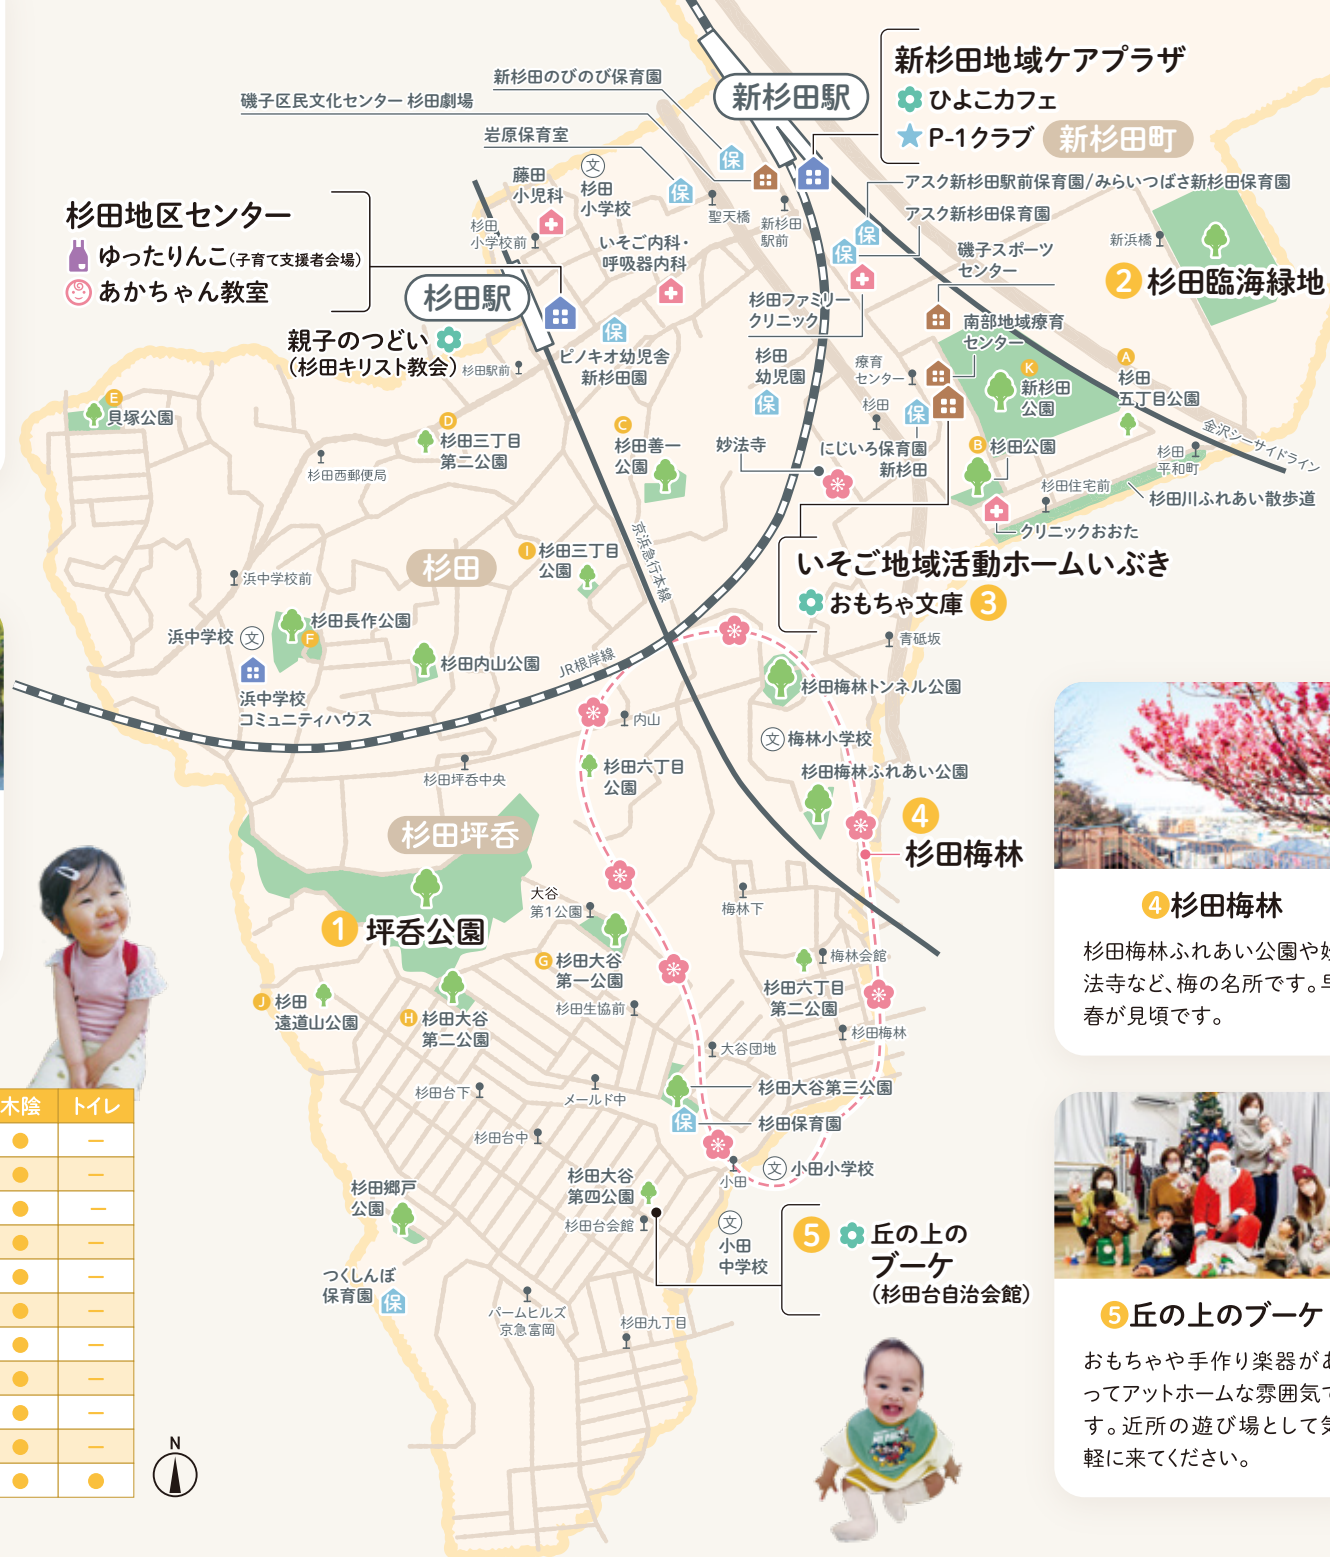 新杉田のびのび保育園
磯子区民文化センター 杉田劇場
岩原保育室
新杉田駅
新杉田地域ケアプラザ
ひよこカフェ
P-1クラブ
新杉田町
アスク新杉田駅前保育園/みらいつばさ新杉田保育園
アスク新杉田保育園
保
保
聖天橋
新杉田
駅前
藤田
小児科
文
杉田
小学校
杉田
小学校前
いそご内科・
呼吸器内科
杉田地区センター
ゆったりんこ(子育て支援者会場)
あかちゃん教室
杉田駅
親子のつどい
(杉田キリスト教会)
杉田駅前
保
ピノキオ幼児舎
新杉田園
保
保
磯子スポーツ
センター
新浜橋
2 杉田臨海緑地
杉田ファミリー
クリニック
南部地域療育
センター
杉田
幼児園
保
療育
センター
杉田
K
新杉田
公園
A
杉田
五丁目公園
金沢シーサイドライン
保
にじいろ保育園
新杉田
B 杉田公園
杉田
平和町
杉田住宅前
杉田川ふれあい散歩道
クリニックおおた
E
貝塚公園
D
杉田三丁目
第二公園
杉田西郵便局
C
杉田善一
公園
妙法寺
京浜急行本線
いそご地域活動ホームいぶき
おもちゃ文庫 3
杉田
I 杉田三丁目
公園
浜中学校前
浜中学校 文
杉田長作公園
F
杉田内山公園
浜中学校
コミュニティハウス
JR根岸線
青砥坂
杉田梅林トンネル公園
内山
文 梅林小学校
杉田坪呑中央
杉田六丁目
公園
杉田梅林ふれあい公園
4
杉田梅林
杉田坪呑
1 坪呑公園
大谷
第1公園
梅林下
G 杉田大谷
第一公園
梅林会館
杉田六丁目
第二公園
J 杉田
遠道山公園
H 杉田大谷
第二公園
杉田生協前
杉田梅林
大谷団地
杉田台下
メールド中
杉田大谷第三公園
保
杉田保育園
杉田台中
小田
文 小田小学校
杉田郷戸
公園
杉田大谷
第四公園
杉田台会館
文
小田
中学校
5 丘の上の
ブーケ
(杉田台自治会館)
つくしんぼ
保育園 保
パームヒルズ
京急富岡
杉田九丁目
4杉田梅林
杉田梅林ふれあい公園や
法寺など、梅の名所です。早
春が見頃です。
5丘の上のブーケ
おもちゃや手作り楽器があ
ってアットホームな雰囲気で
す。近所の遊び場として気
軽に来てください。
木陰 トイレ
● −
● −
● −
● −
● −
● −
● −
● −
● −
● −
● ●
N